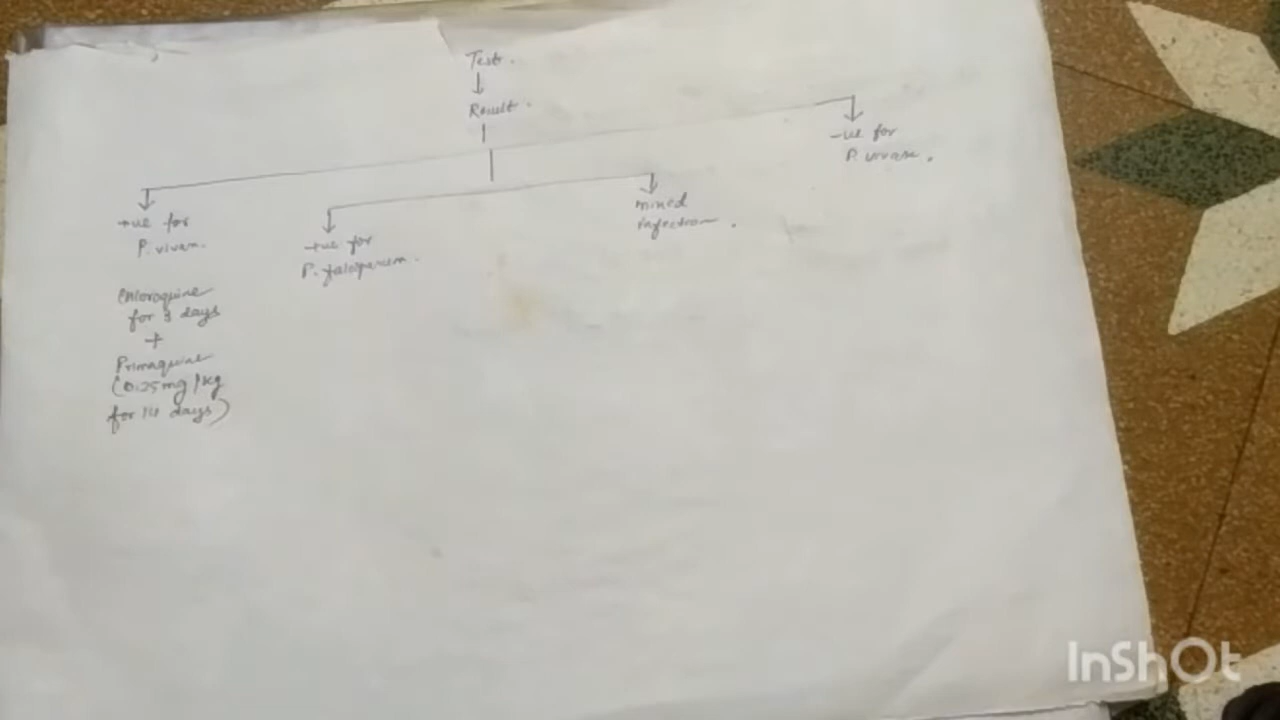 Test.
↓
Result.
+ve for
P. vivax.
+ve for
P. falciparum.
mixed
infection.
-ve for
P. vivax.
Chloroquine
for 3 days
+
Primaquine
(0.25mg/kg
for 14 days)
InShOt